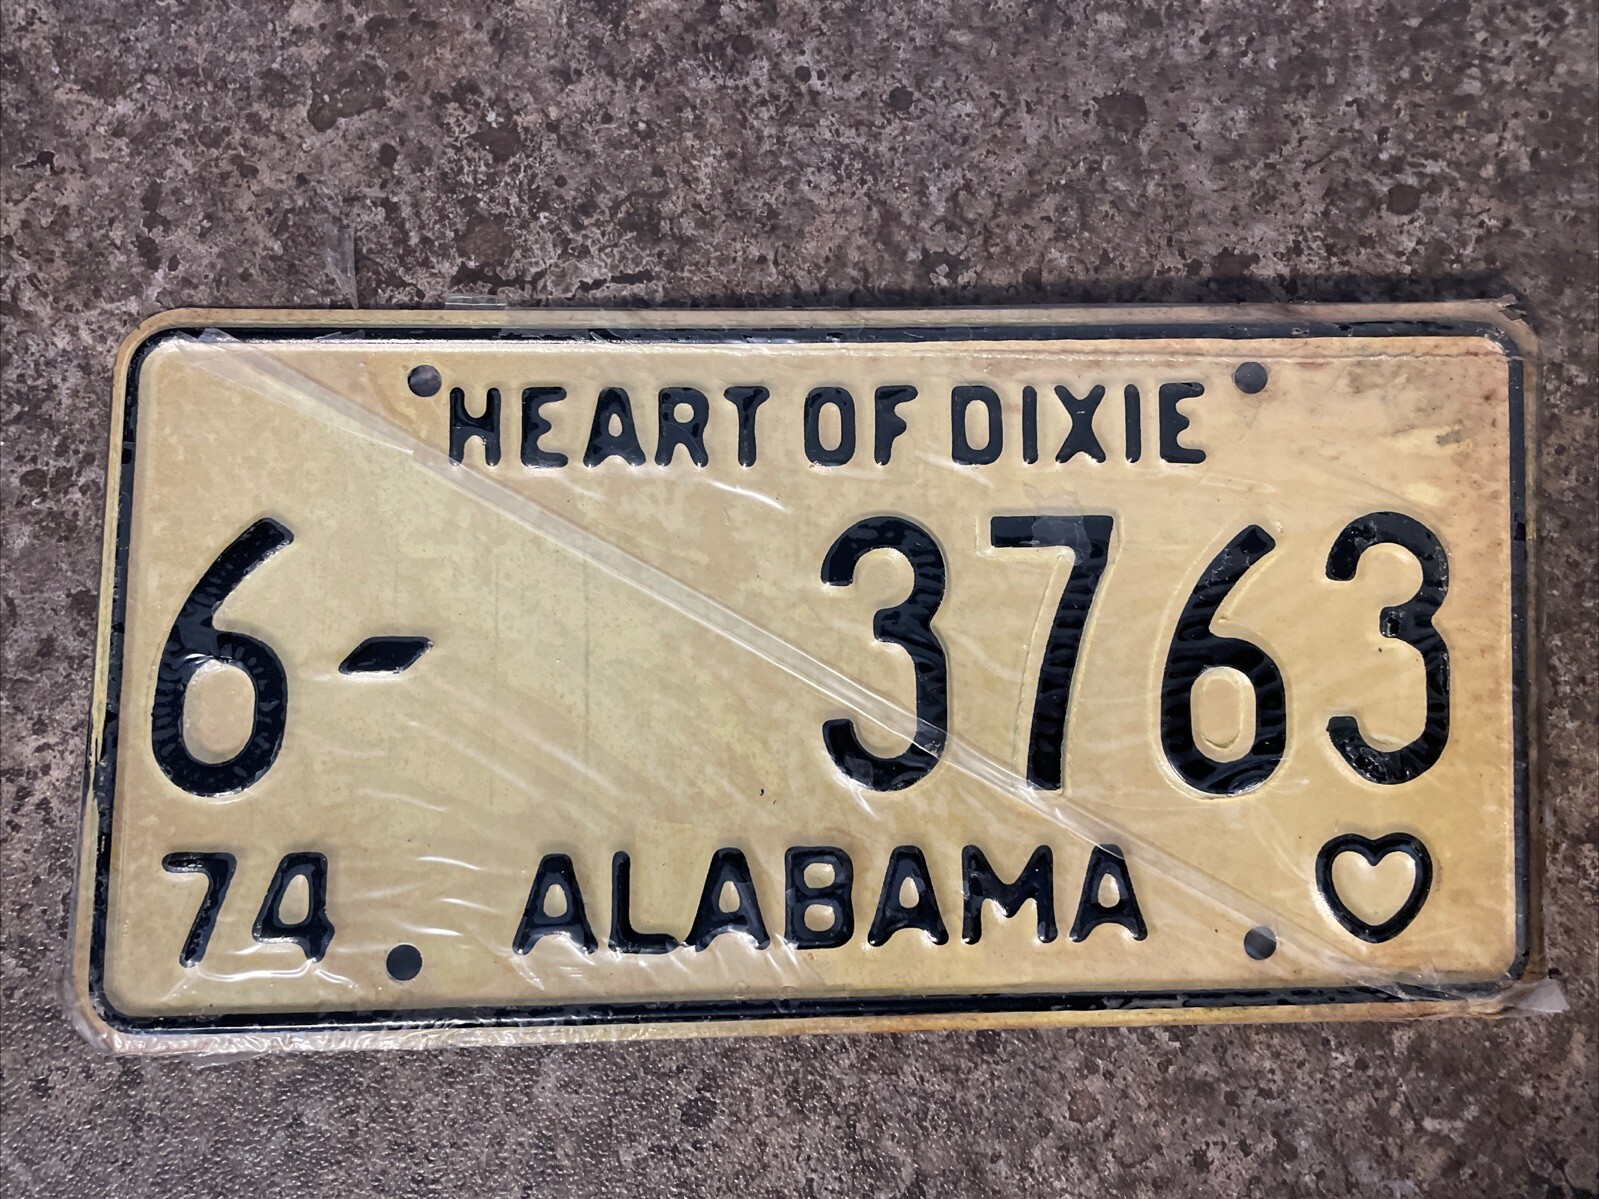 HEART OF DIXIE
6-3763
74 ALABAMA